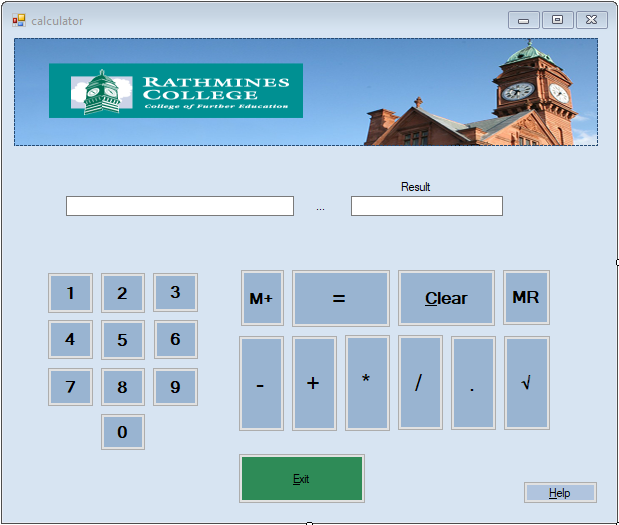 calculator
RATHMINES
COLLEGE
College of Further Education
Result
...
1 2 3 M+ = Clear MR
4 5 6 - + * / . √
7 8 9
0
Exit
Help